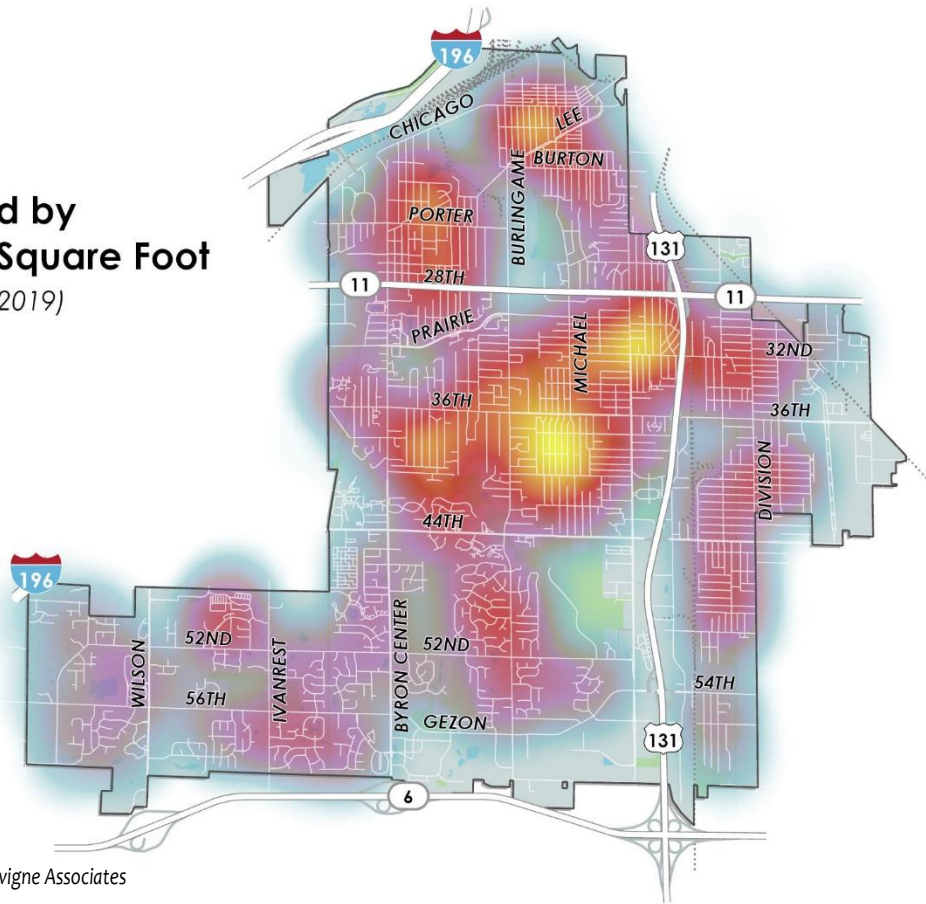 196
CHICAGO
LEE
BURTON
BURLINGAME
d by
Square Foot
2019)
PORTER
131
28TH
11
11
PRAIRIE
MICHAEL
32ND
36TH
36TH
DIVISION
44TH
196
52ND
WILSON
IVANREST
BYRON CENTER
52ND
56TH
54TH
GEZON
131
6
vigne Associates